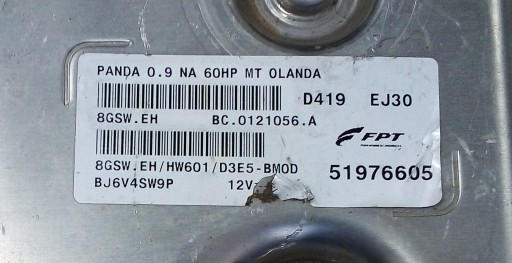 PANDA 0.9 NA 60HP MT OLANDA
D419 EJ30
8GSW.EH BC.0121056.A
FPT
8GSW.EH/HW601/D3E5-BMOD
51976605
BJ6V4SW9P 12V